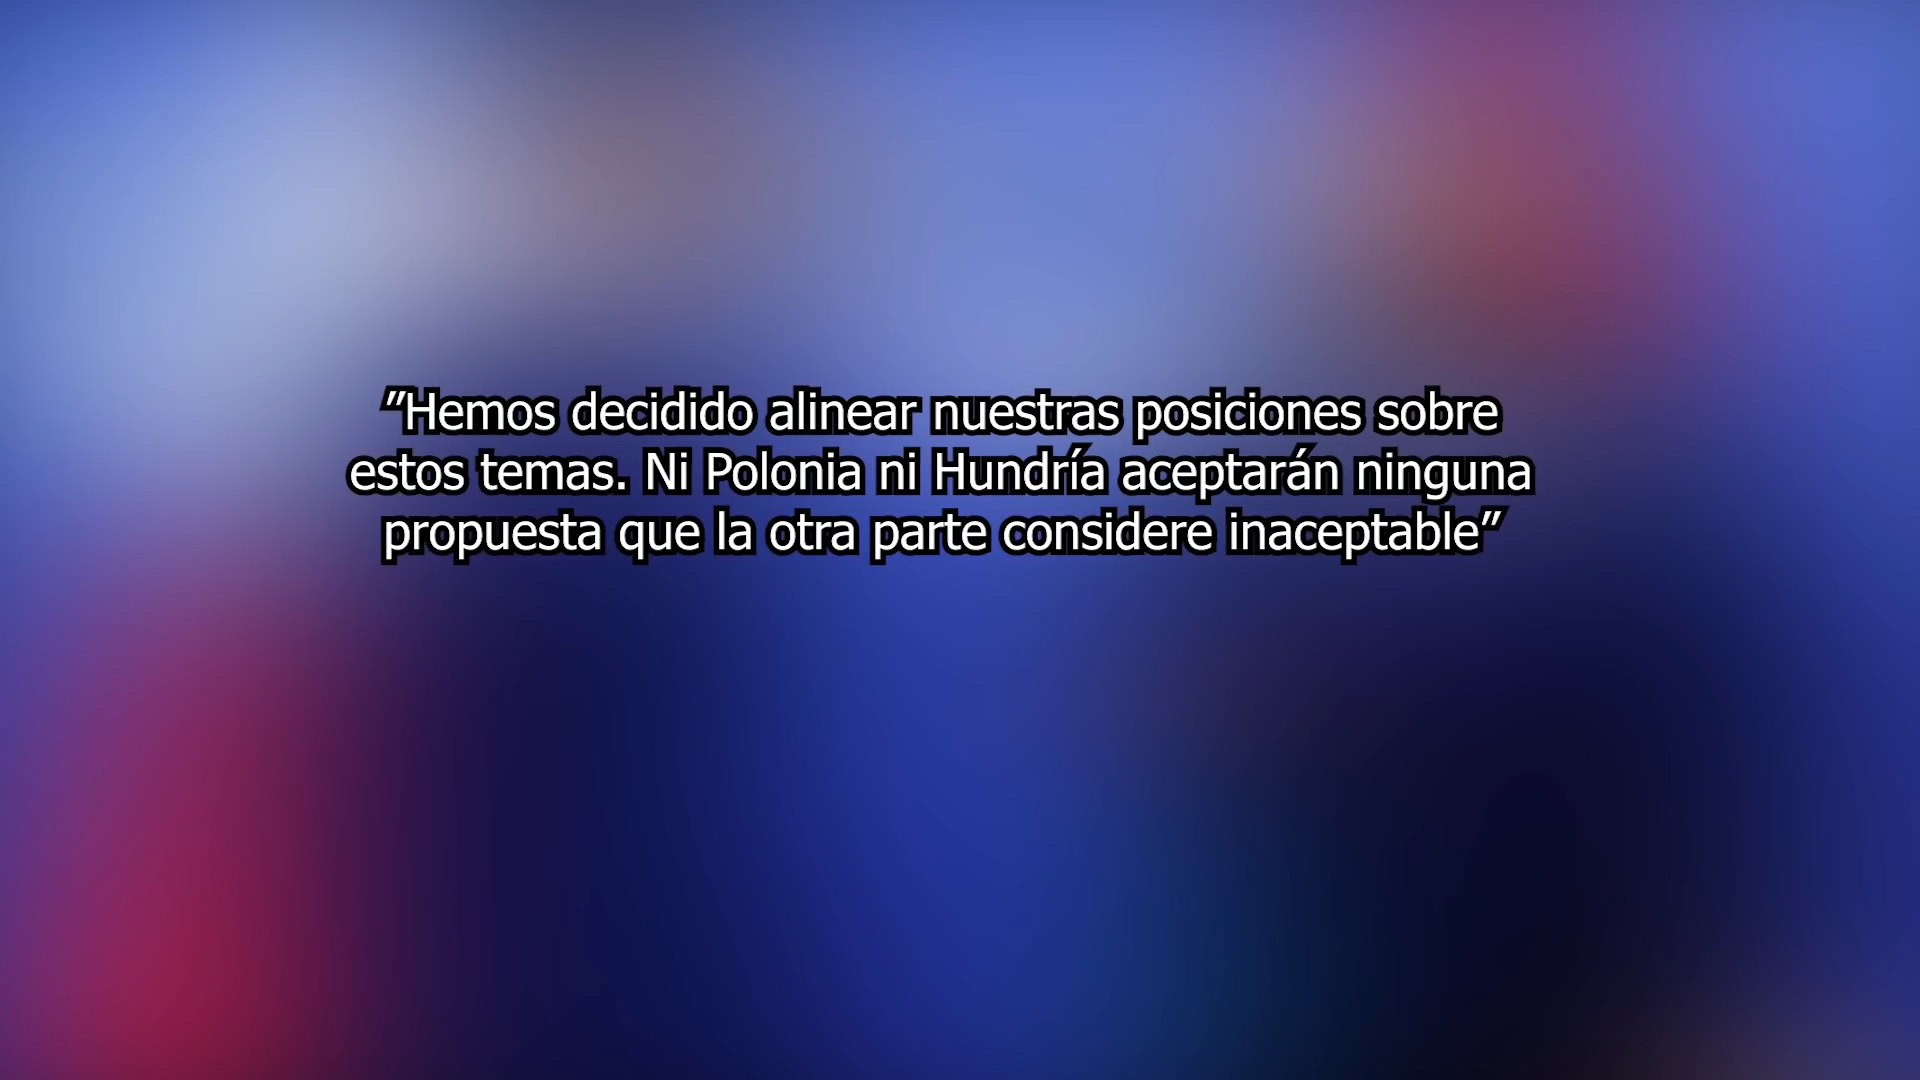 ”Hemos decidido alinear nuestras posiciones sobre
estos temas. Ni Polonia ni Hundría aceptarán ninguna
propuesta que la otra parte considere inaceptable”